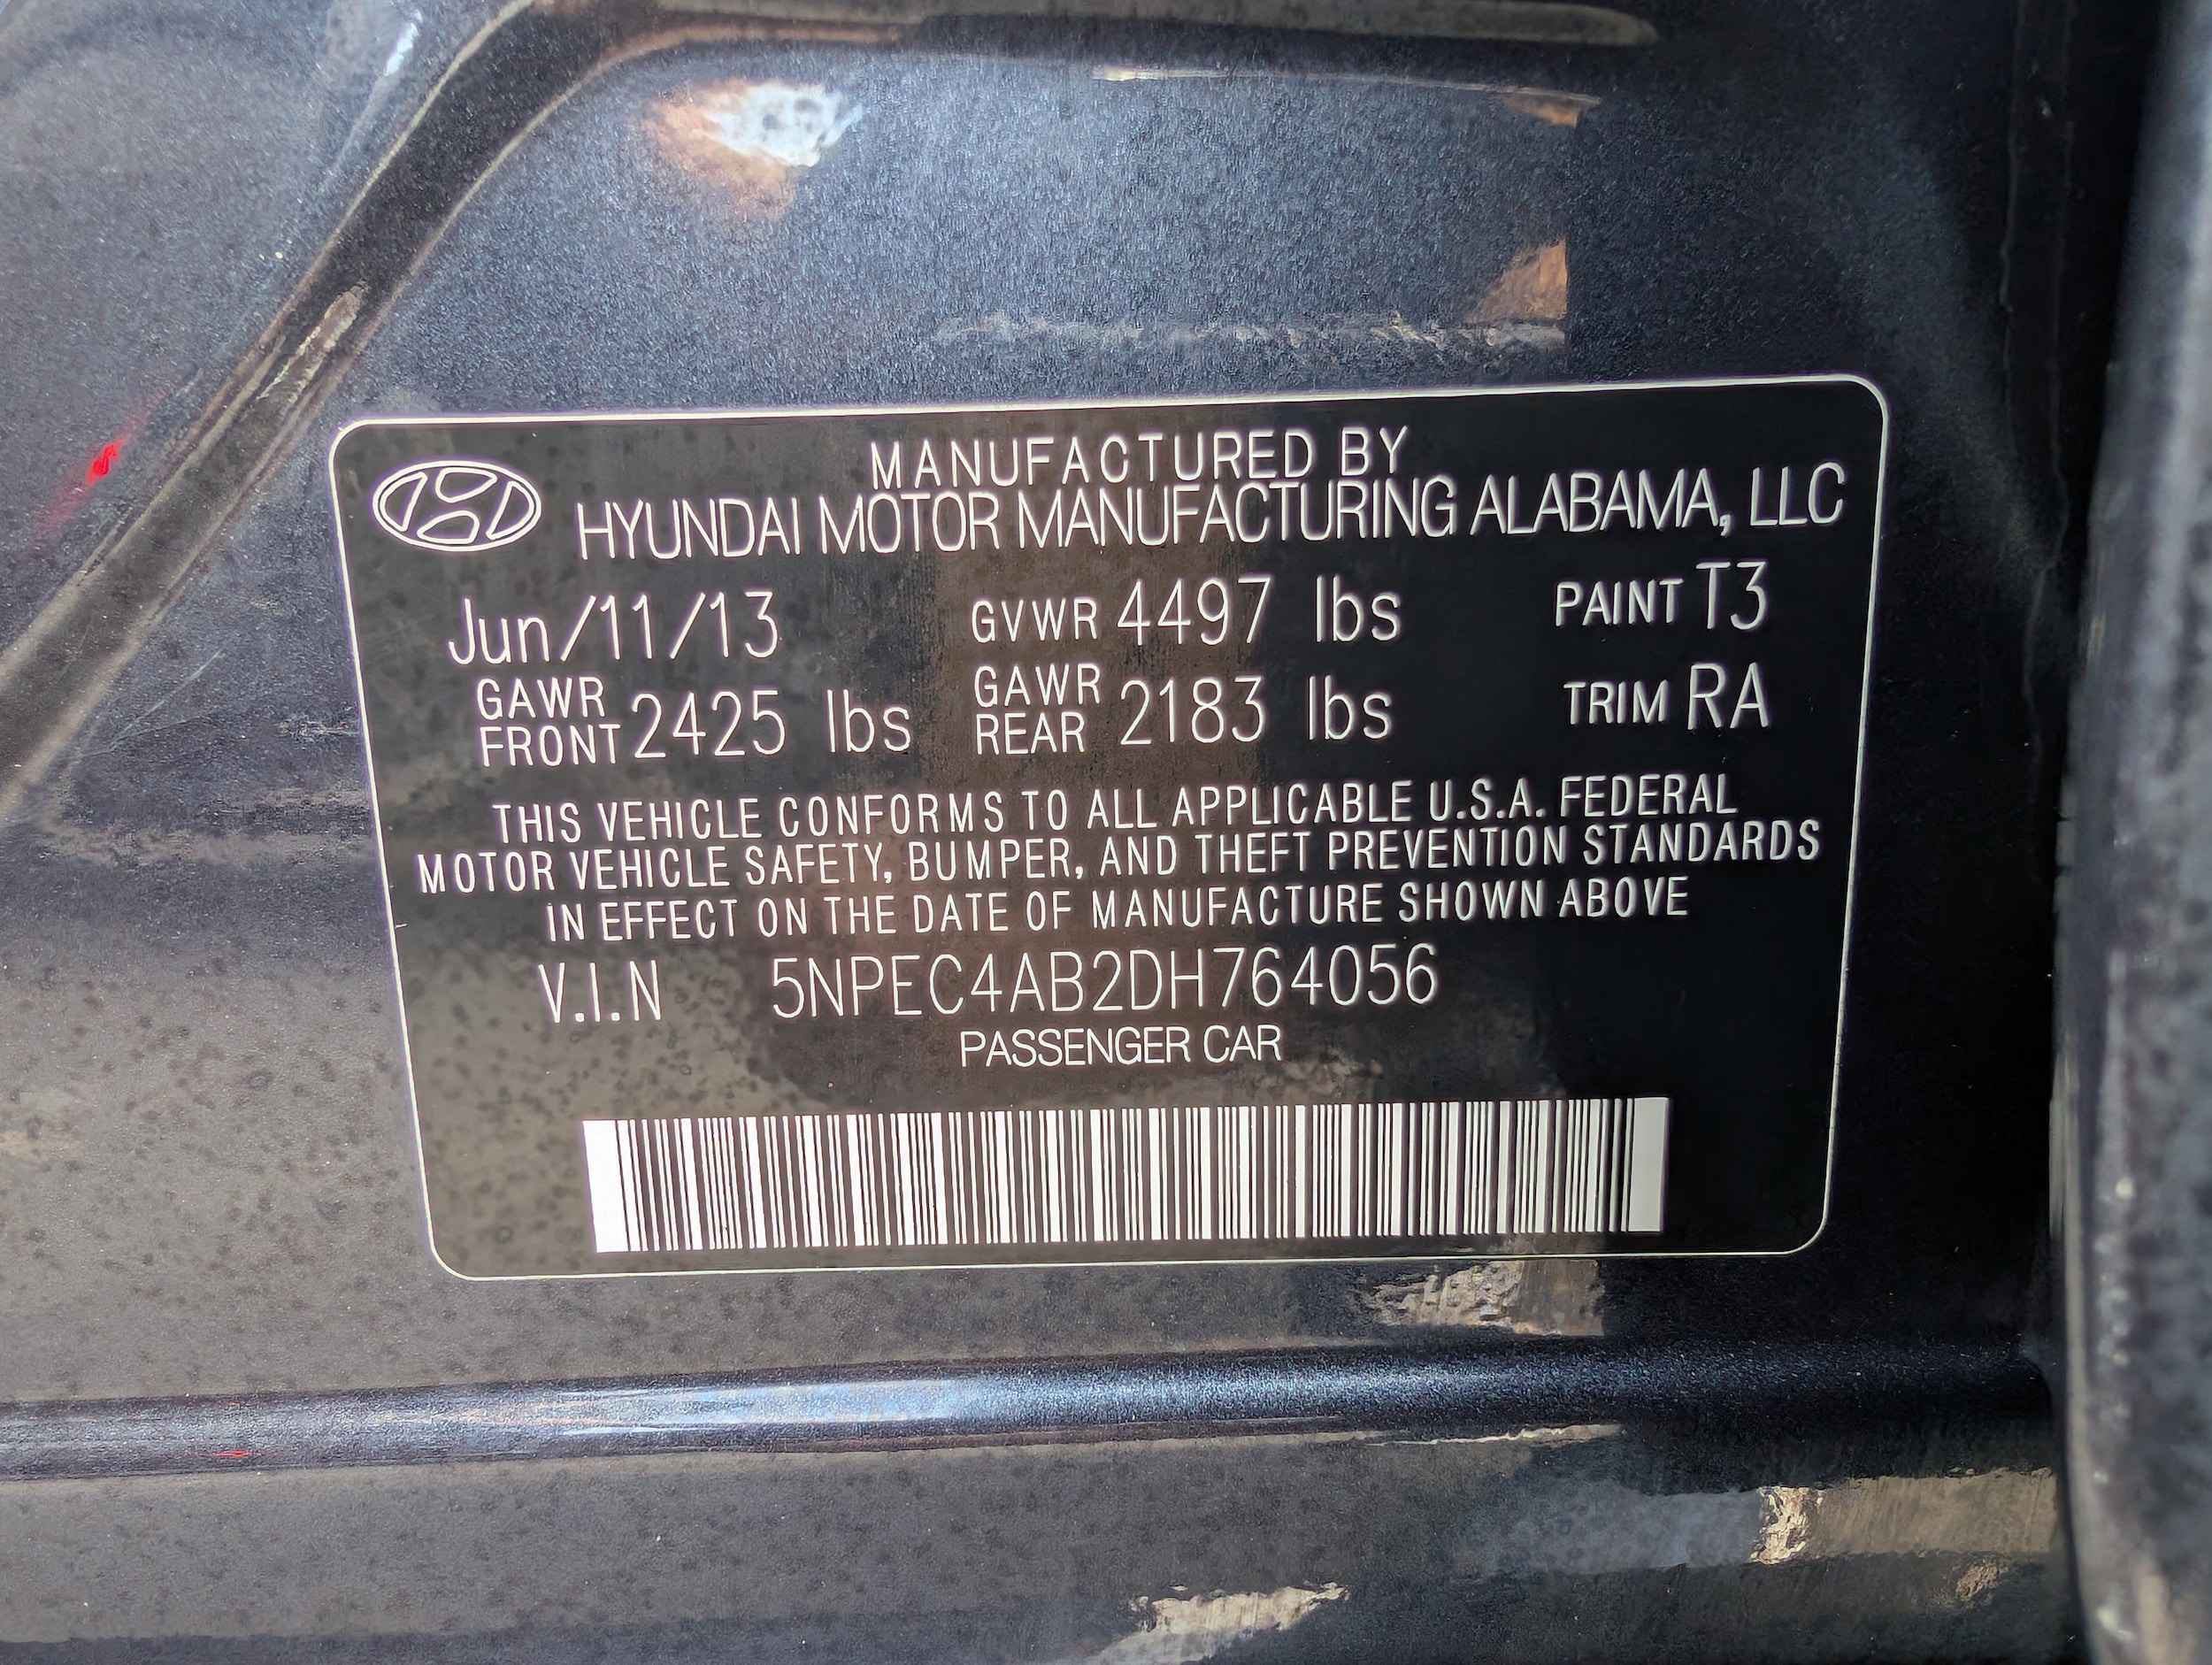 MANUFACTURED BY
HYUNDAI MOTOR MANUFACTURING ALABAMA, LLC
Jun/11/13 GVWR 4497 lbs PAINT T3
GAWR FRONT 2425 lbs GAWR REAR 2183 lbs TRIM RA
THIS VEHICLE CONFORMS TO ALL APPLICABLE U.S.A. FEDERAL
MOTOR VEHICLE SAFETY, BUMPER, AND THEFT PREVENTION STANDARDS
IN EFFECT ON THE DATE OF MANUFACTURE SHOWN ABOVE
V.I.N 5NPEC4AB2DH764056
PASSENGER CAR